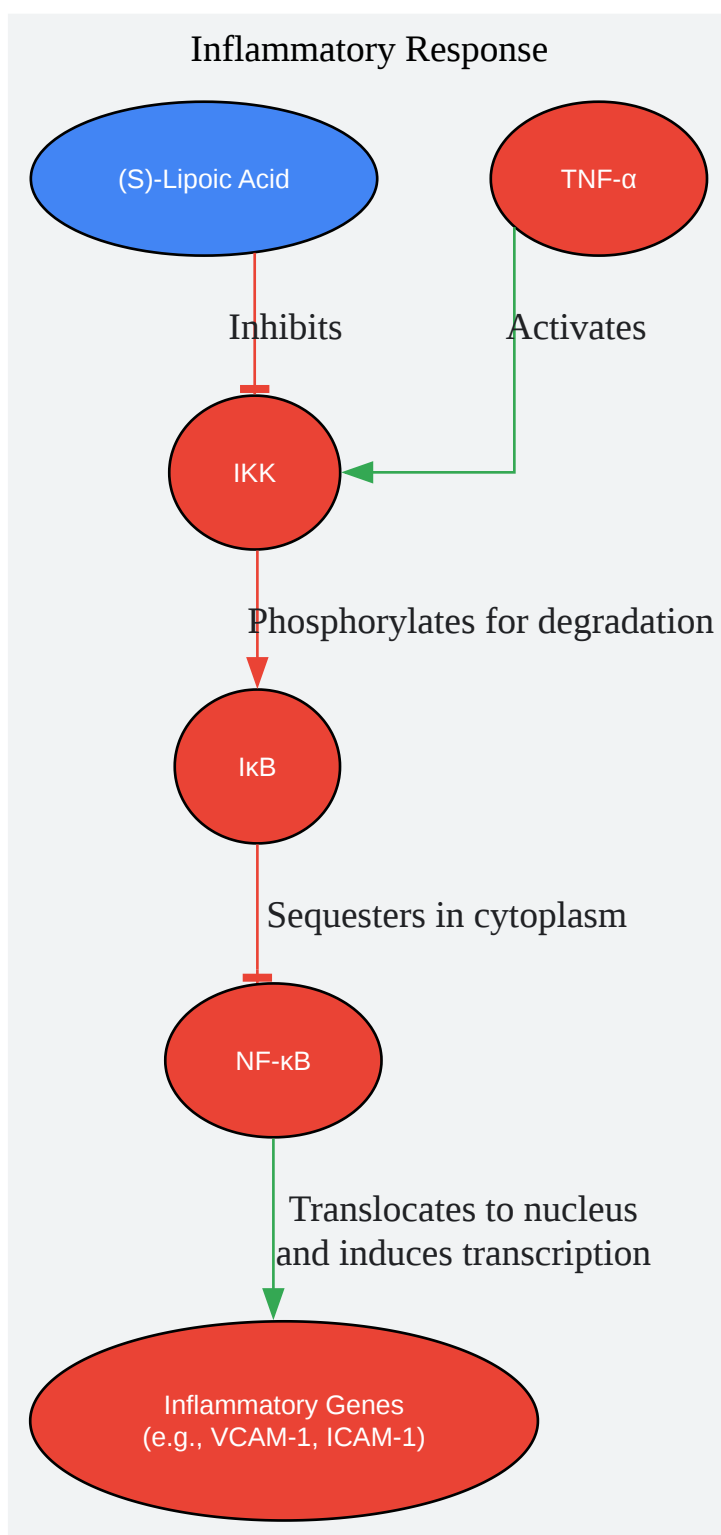 Inflammatory Response
(S)-Lipoic Acid
TNF-α
Inhibits
Activates
IKK
Phosphorylates for degradation
IκB
Sequesters in cytoplasm
NF-κB
Translocates to nucleus
and induces transcription
Inflammatory Genes
(e.g., VCAM-1, ICAM-1)